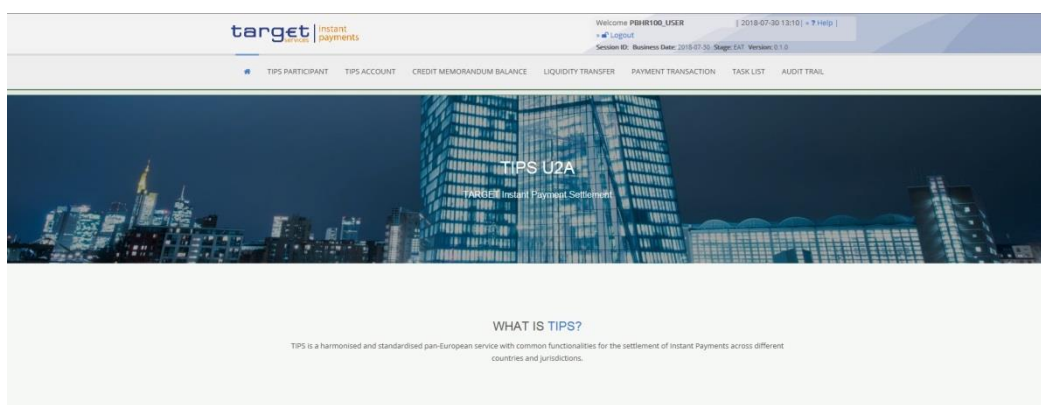 target | instant
services payments
Welcome PBHR100_USER | 2018-07-30 13:10 | » ? Help |
» Logout
Session ID: Business Date: 2018-07-30 Stage: EAT Version: 0.1.0
TIPS PARTICIPANT TIPS ACCOUNT CREDIT MEMORANDUM BALANCE LIQUIDITY TRANSFER PAYMENT TRANSACTION TASK LIST AUDIT TRAIL
TIPS U2A
TARGET Instant Payment Settlement
WHAT IS TIPS?
TIPS is a harmonised and standardised pan-European service with common functionalities for the settlement of Instant Payments across different
countries and jurisdictions.